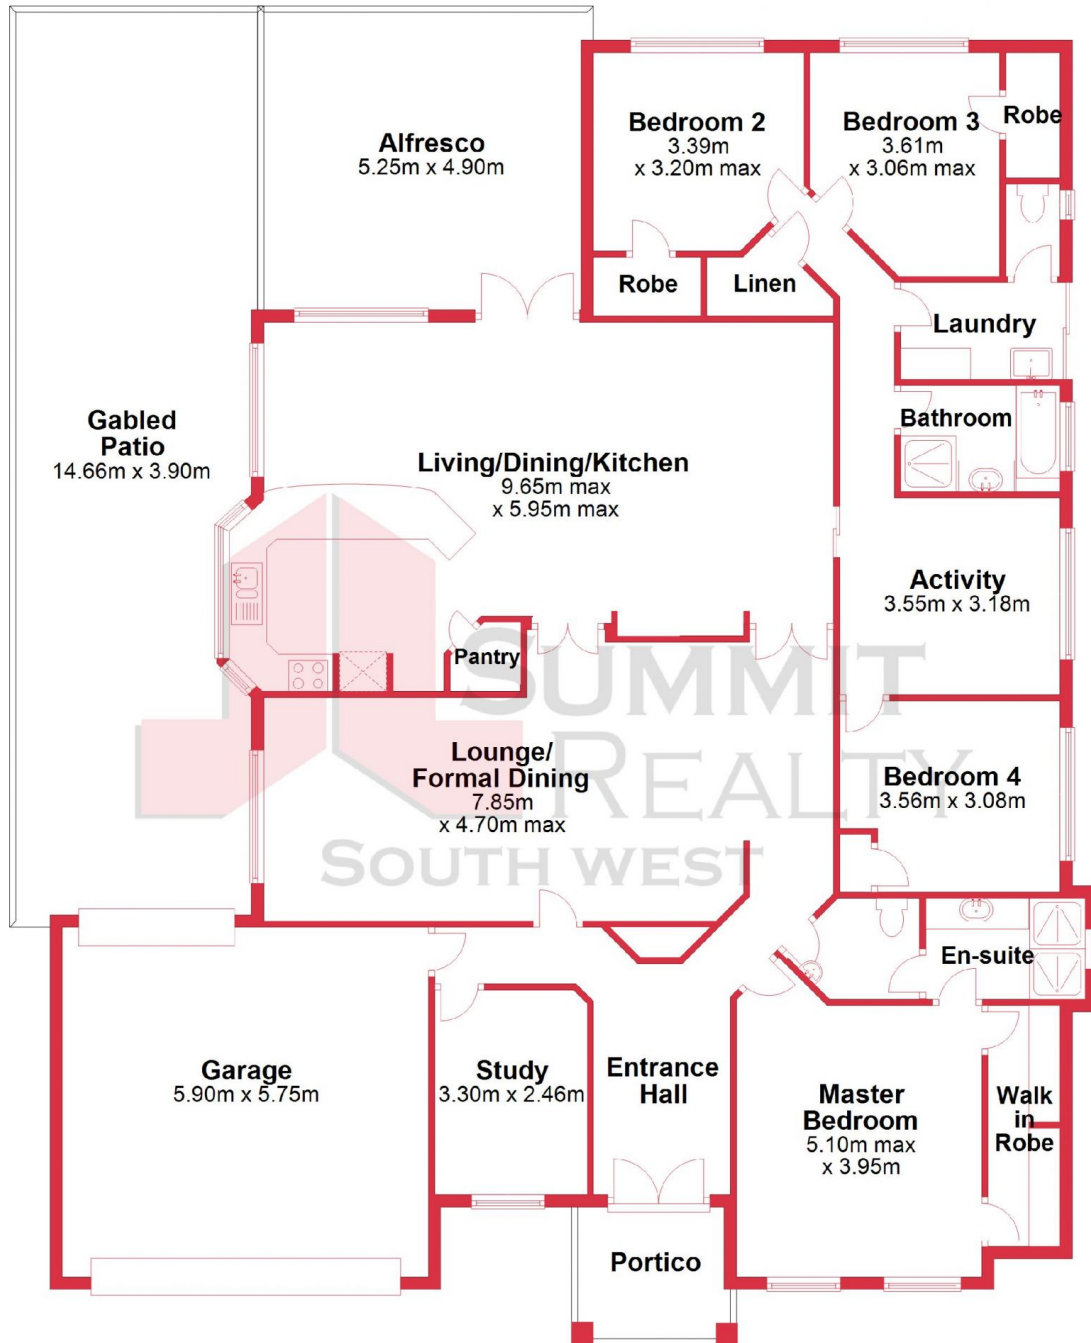 Alfresco
5.25m x 4.90m
Bedroom 2
3.39m
x 3.20m max
Bedroom 3
3.61m
x 3.06m max
Robe
Robe
Linen
Laundry
Gabled
Patio
14.66m x 3.90m
Bathroom
Living/Dining/Kitchen
9.65m max
x 5.95m max
Activity
3.55m x 3.18m
Pantry
SUMMIT
REALTY
SOUTH WEST
Lounge/
Formal Dining
7.85m
x 4.70m max
Bedroom 4
3.56m x 3.08m
En-suite
Garage
5.90m x 5.75m
Study
3.30m x 2.46m
Entrance
Hall
Master
Bedroom
5.10m max
x 3.95m
Walk
in
Robe
Portico